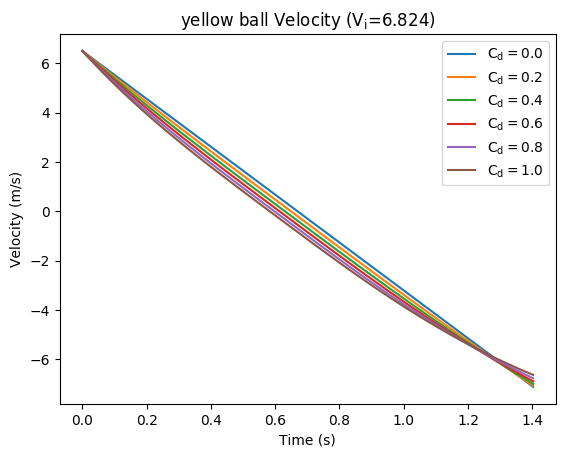 yellow ball Velocity (Vi=6.824)
Velocity (m/s)
6
4
2
0
−2
−4
−6
Cd = 0.0
Cd = 0.2
Cd = 0.4
Cd = 0.6
Cd = 0.8
Cd = 1.0
0.0 0.2 0.4 0.6 0.8 1.0 1.2 1.4
Time (s)